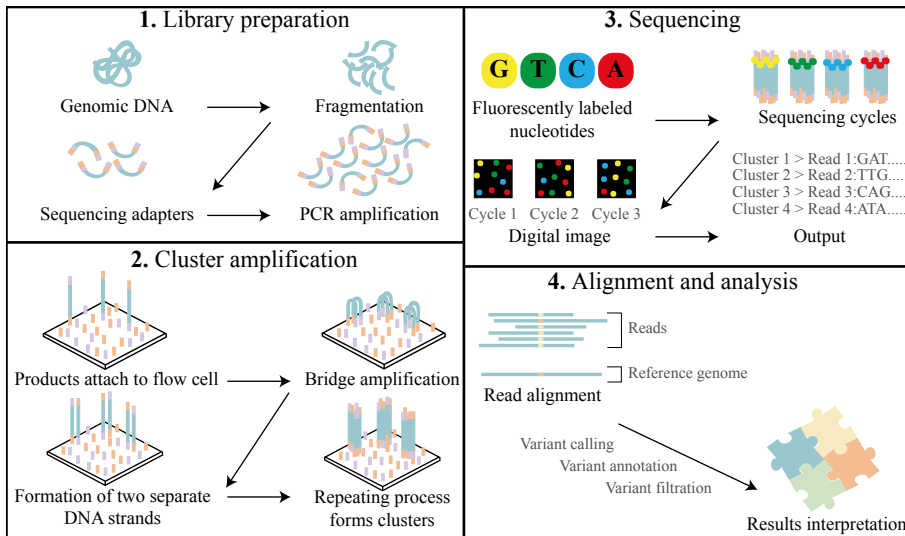 1. Library preparation
Genomic DNA
Fragmentation
Sequencing adapters
PCR amplification
2. Cluster amplification
Products attach to flow cell
Bridge amplification
Formation of two separate
DNA strands
Repeating process
forms clusters
3. Sequencing
G T C A
Fluorescently labeled
nucleotides
Sequencing cycles
Cycle 1
Cycle 2
Cycle 3
Digital image
Cluster 1 > Read 1:GAT.....
Cluster 2 > Read 2:TTG.....
Cluster 3 > Read 3:CAG.....
Cluster 4 > Read 4:ATA.....
Output
4. Alignment and analysis
Reads
Reference genome
Read alignment
Variant calling
Variant annotation
Variant filtration
Results interpretation